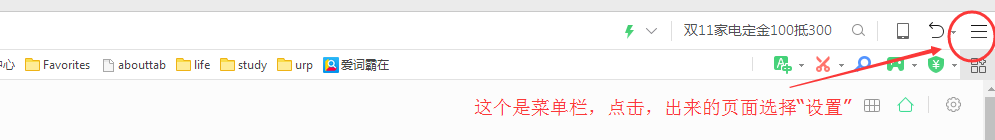 双11家电定金100抵300
中心 Favorites abouttab life study urp 爱词霸在
这个是菜单栏，点击，出来的页面选择“设置”